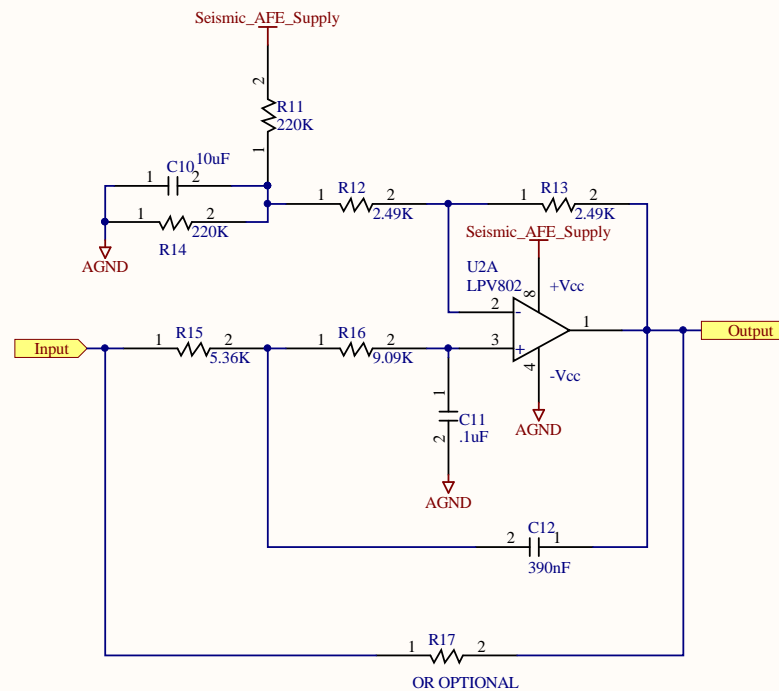 Seismic_AFE_Supply
2
R11
220K
1
C10
10uF
1
2
R12
1
2
2.49K
R13
1
2
2.49K
1
2
220K
R14
AGND
Seismic_AFE_Supply
U2A
LPV802
8
+Vcc
2
-
1
Output
3
+
4
-Vcc
AGND
Input
R15
1
2
5.36K
R16
1
2
9.09K
1
C11
.1uF
2
AGND
C12
2
1
390nF
R17
1
2
OR OPTIONAL